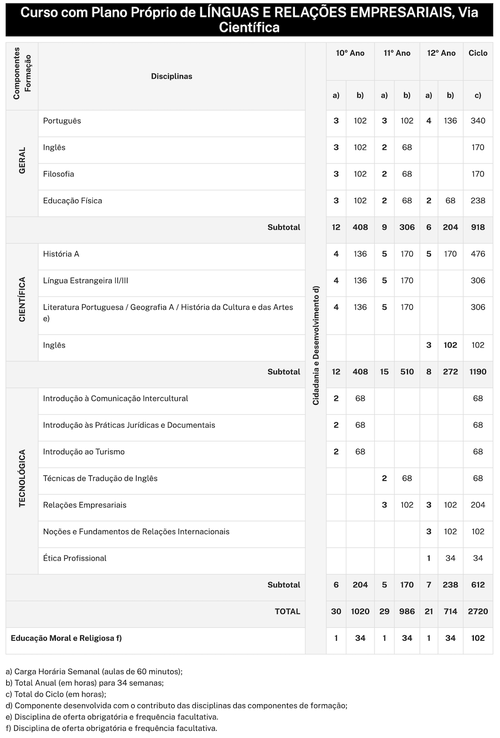 Curso com Plano Próprio de LÍNGUAS E RELAÇÕES EMPRESARIAIS, Via
Científica
Componentes
Formação
Disciplinas
Cidadania e Desenvolvimento d)
10º Ano 11º Ano 12º Ano Ciclo
a) b) a) b) a) b) c)
GERAL
Português 3 102 3 102 4 136 340
Inglês 3 102 2 68 170
Filosofia 3 102 2 68 170
Educação Física 3 102 2 68 2 68 238
Subtotal 12 408 9 306 6 204 918
CIENTÍFICA
História A 4 136 5 170 5 170 476
Língua Estrangeira II/III 4 136 5 170 306
Literatura Portuguesa / Geografia A / História da Cultura e das Artes 4 136 5 170 306
e)
Inglês 3 102 102
Subtotal 12 408 15 510 8 272 1190
TECNOLÓGICA
Introdução à Comunicação Intercultural 2 68 68
Introdução às Práticas Jurídicas e Documentais 2 68 68
Introdução ao Turismo 2 68 68
Técnicas de Tradução de Inglês 2 68 68
Relações Empresariais 3 102 3 102 204
Noções e Fundamentos de Relações Internacionais 3 102 102
Ética Profissional 1 34 34
Subtotal 6 204 5 170 7 238 612
TOTAL 30 1020 29 986 21 714 2720
Educação Moral e Religiosa f) 1 34 1 34 1 34 102
a) Carga Horária Semanal (aulas de 60 minutos);
b) Total Anual (em horas) para 34 semanas;
c) Total do Ciclo (em horas);
d) Componente desenvolvida com o contributo das disciplinas das componentes de formação;
e) Disciplina de oferta obrigatória e frequência facultativa.
f) Disciplina de oferta obrigatória e frequência facultativa.